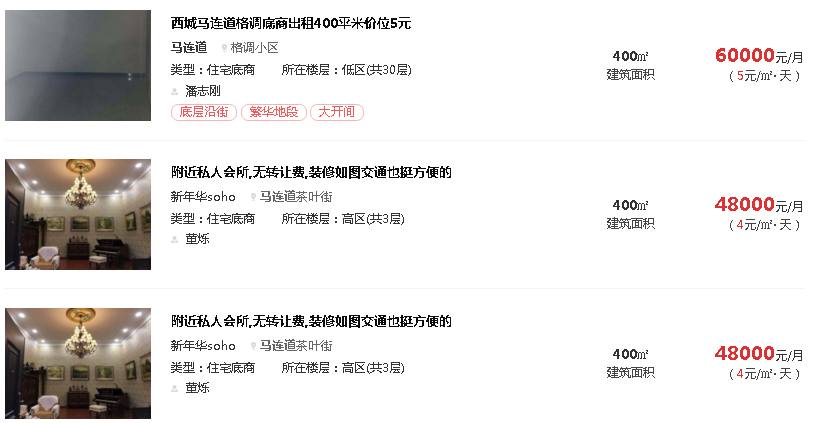 西城马连道格调底商出租400平米价位5元
马连道 格调小区
类型：住宅底商 所在楼层：低区(共30层)
潘志刚
底层沿街 繁华地段 大开间
400㎡
建筑面积
60000元/月
（5元/㎡·天）
附近私人会所,无转让费,装修如图交通也挺方便的
新年华soho 马连道茶叶街
类型：住宅底商 所在楼层：高区(共3层)
董烁
400㎡
建筑面积
48000元/月
（4元/㎡·天）
附近私人会所,无转让费,装修如图交通也挺方便的
新年华soho 马连道茶叶街
类型：住宅底商 所在楼层：高区(共3层)
董烁
400㎡
建筑面积
48000元/月
（4元/㎡·天）